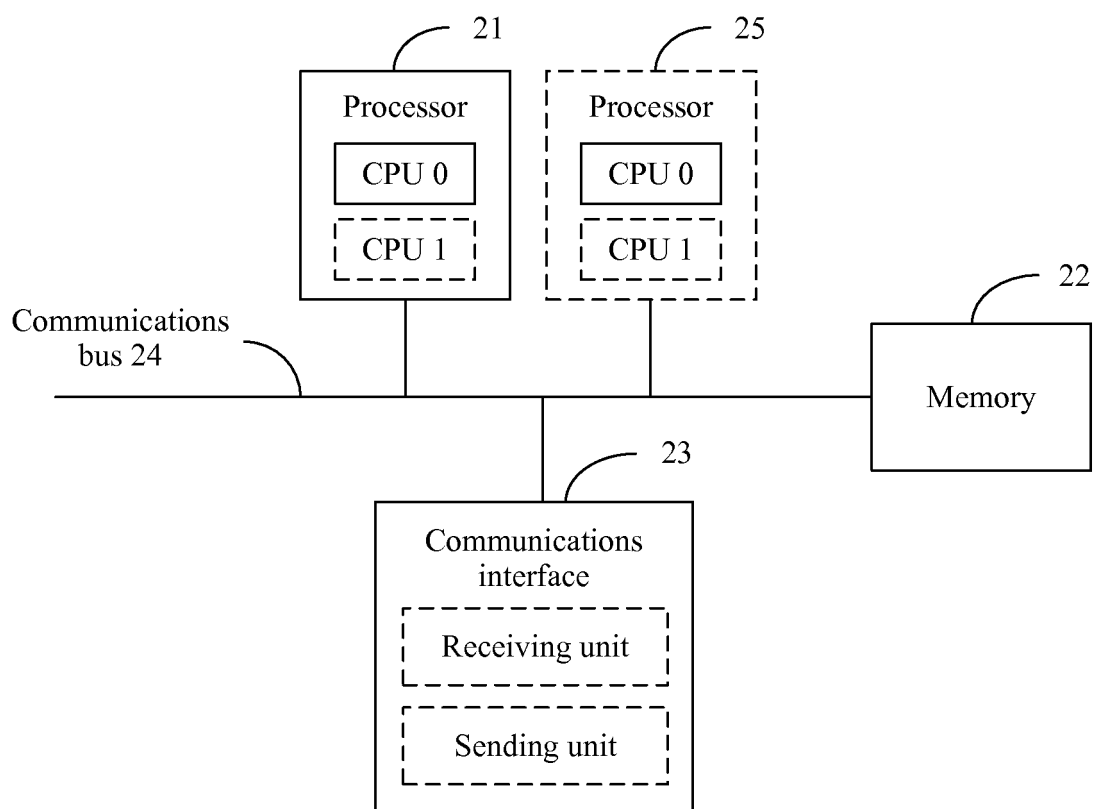 21
25
Processor
CPU 0
CPU 1
Processor
CPU 0
CPU 1
22
Communications
bus 24
Memory
23
Communications
interface
Receiving unit
Sending unit